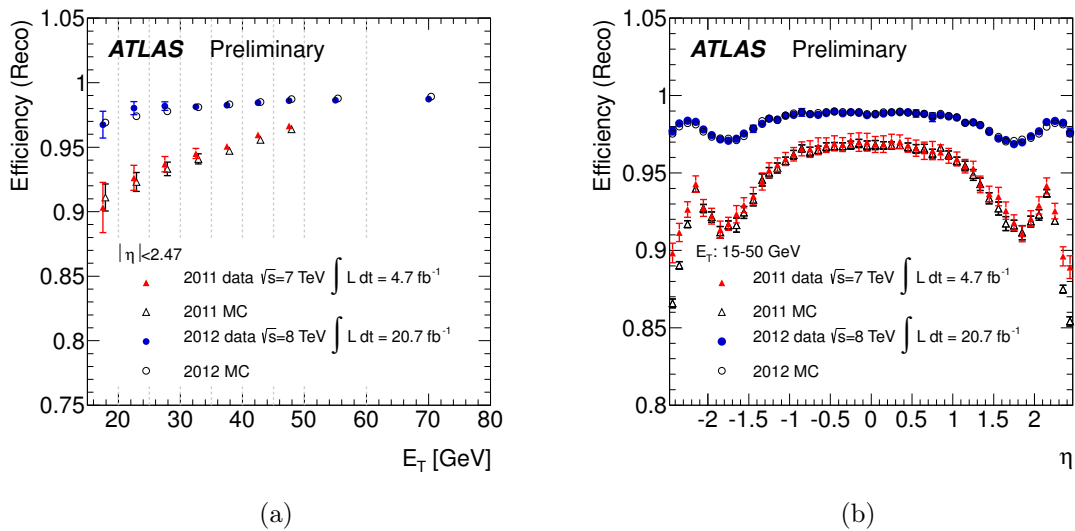 ATLAS Preliminary
Efficiency (Reco)
1.05
1
0.95
0.9
0.85
0.8
0.75
|η|<2.47
2011 data √s=7 TeV ∫ L dt = 4.7 fb⁻¹
2011 MC
2012 data √s=8 TeV ∫ L dt = 20.7 fb⁻¹
2012 MC
20 30 40 50 60 70 80
E_T [GeV]
(a)
ATLAS Preliminary
Efficiency (Reco)
1.05
1
0.95
0.9
0.85
0.8
E_T: 15-50 GeV
2011 data √s=7 TeV ∫ L dt = 4.7 fb⁻¹
2011 MC
2012 data √s=8 TeV ∫ L dt = 20.7 fb⁻¹
2012 MC
-2 -1.5 -1 -0.5 0 0.5 1 1.5 2
η
(b)